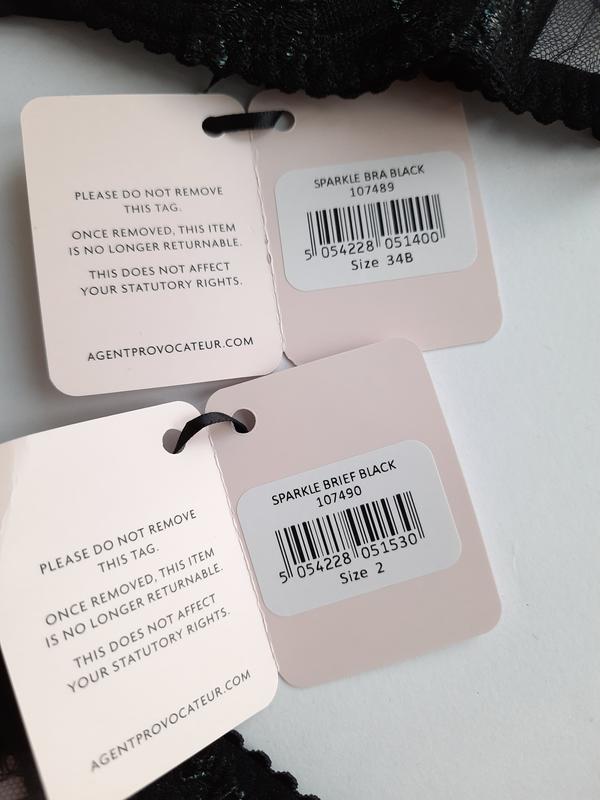 PLEASE DO NOT REMOVE
THIS TAG.
ONCE REMOVED, THIS ITEM
IS NO LONGER RETURNABLE.
THIS DOES NOT AFFECT
YOUR STATUTORY RIGHTS.
AGENTPROVOCATEUR.COM
SPARKLE BRA BLACK
107489
5 054228 051400
Size 34B
PLEASE DO NOT REMOVE
THIS TAG.
ONCE REMOVED, THIS ITEM
IS NO LONGER RETURNABLE.
THIS DOES NOT AFFECT
YOUR STATUTORY RIGHTS.
AGENTPROVOCATEUR.COM
SPARKLE BRIEF BLACK
107490
5 054228 051530
Size 2